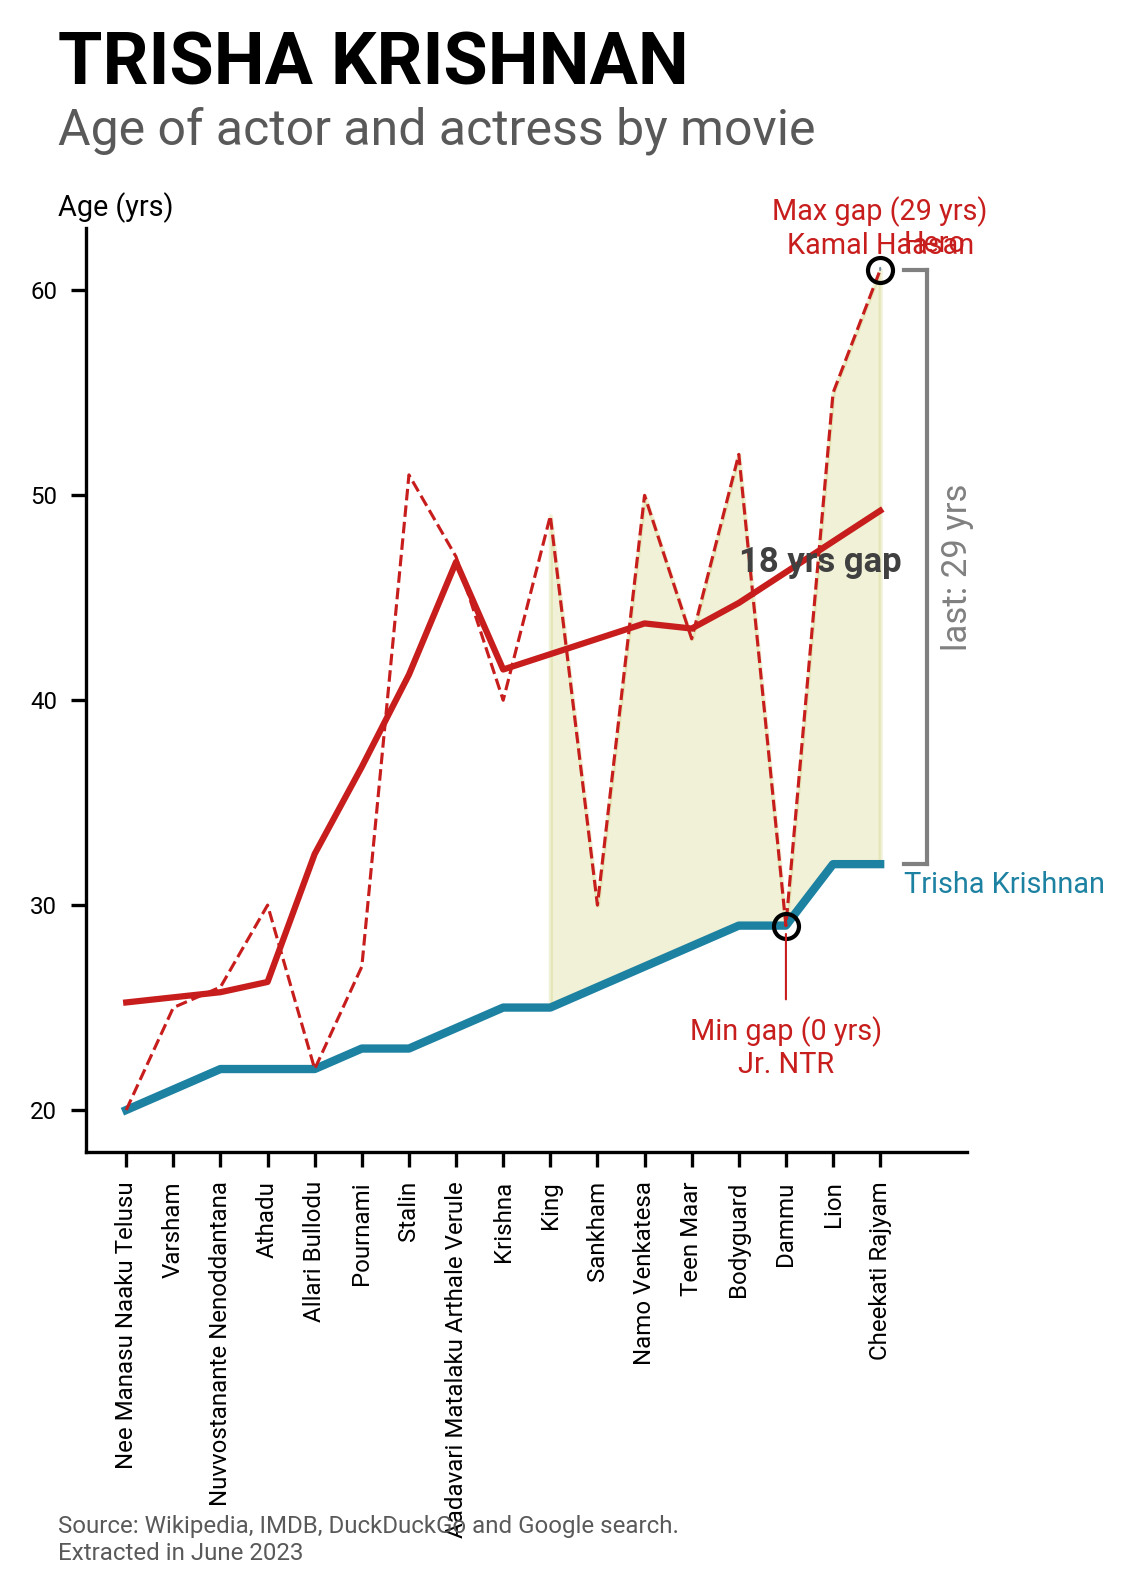 TRISHA KRISHNAN
Age of actor and actress by movie
Age (yrs)
Max gap (29 yrs)
Kamal Haasan
Hero
60
50
40
30
20
18 yrs gap
last: 29 yrs
Trisha Krishnan
Min gap (0 yrs)
Jr. NTR
Nee Manasu Naaku Telusu
Varsham
Nuvvostanante Nenoddantana
Athadu
Allari Bullodu
Pournami
Stalin
Aadavari Matalaku Arthale Verule
Krishna
King
Sankham
Namo Venkatesa
Teen Maar
Bodyguard
Dammu
Lion
Cheekati Rajyam
Source: Wikipedia, IMDB, DuckDuckGo and Google search.
Extracted in June 2023